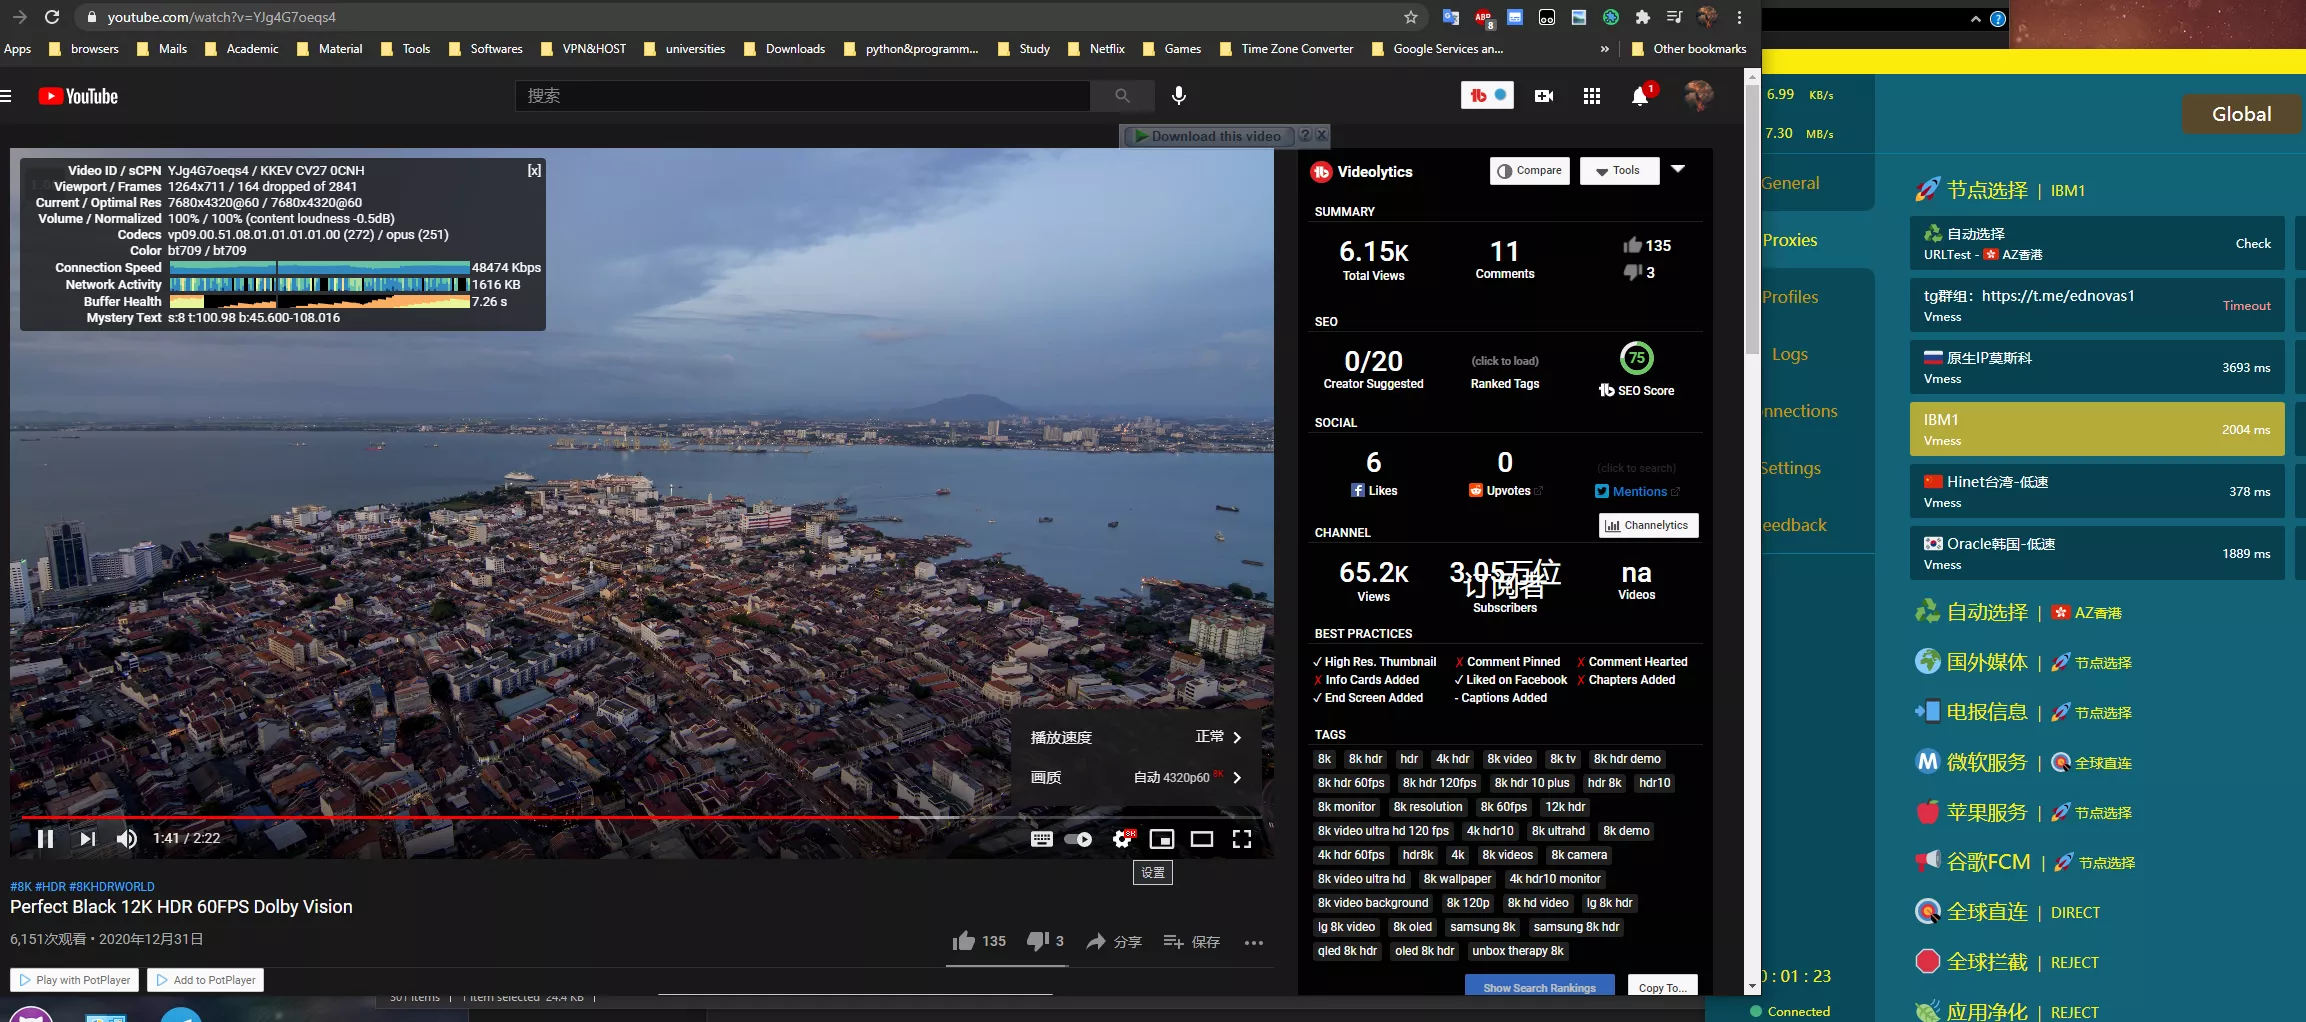 youtube.com/watch?v=YJg4G7oeqs4
ABP
8
Apps browsers Mails Academic Material Tools Softwares VPN&HOST universities Downloads python&programm... Study Netflix Games Time Zone Converter Google Services an... » Other bookmarks
YouTube
搜索
1
Download this video ? X
Video ID / sCPN YJg4G7oeqs4 / KKEV CV27 0CNH [x]
Viewport / Frames 1264x711 / 164 dropped of 2841
Current / Optimal Res 7680x4320@60 / 7680x4320@60
Volume / Normalized 100% / 100% (content loudness -0.5dB)
Codecs vp09.00.51.08.01.01.01.01.00 (272) / opus (251)
Color bt709 / bt709
Connection Speed 48474 Kbps
Network Activity 1616 KB
Buffer Health 7.26 s
Mystery Text s:8 t:100.98 b:45.600-108.016
播放速度 正常
画质 自动 4320p60 8K
1:41 / 2:22
8K
设置
#8K #HDR #8KHDRWORLD
Perfect Black 12K HDR 60FPS Dolby Vision
6,151次观看 • 2020年12月31日
135 3 分享 保存
Play with PotPlayer Add to PotPlayer
301 items 1 item selected 24.4 KB
Videolytics Compare Tools
SUMMARY
6.15K 11 135
Total Views Comments 3
SEO
0/20 (click to load) 75
Creator Suggested Ranked Tags SEO Score
SOCIAL
6 0 (click to search)
Likes Upvotes Mentions
CHANNEL Channelytics
65.2K 3.05万位订阅者 na
Views Subscribers Videos
BEST PRACTICES
✓ High Res. Thumbnail ✗ Comment Pinned ✗ Comment Hearted
✗ Info Cards Added ✓ Liked on Facebook ✗ Chapters Added
✓ End Screen Added - Captions Added
TAGS
8k 8k hdr hdr 4k hdr 8k video 8k tv 8k hdr demo
8k hdr 60fps 8k hdr 120fps 8k hdr 10 plus hdr 8k hdr10
8k monitor 8k resolution 8k 60fps 12k hdr
8k video ultra hd 120 fps 4k hdr10 8k ultrahd 8k demo
4k hdr 60fps hdr8k 4k 8k videos 8k camera
8k video ultra hd 8k wallpaper 4k hdr10 monitor
8k video background 8k 120p 8k hd video lg 8k hdr
lg 8k video 8k oled samsung 8k samsung 8k hdr
qled 8k hdr oled 8k hdr unbox therapy 8k
Show Search Rankings Copy To...
6.99 KB/s
7.30 MB/s
General
Proxies
Profiles
Logs
nnections
Settings
eedback
: 01 : 23
Connected
Global
节点选择 | IBM1
自动选择
URLTest - AZ香港 Check
tg群组：https://t.me/ednovas1
Vmess Timeout
原生IP莫斯科
Vmess 3693 ms
IBM1
Vmess 2004 ms
Hinet台湾-低速
Vmess 378 ms
Oracle韩国-低速
Vmess 1889 ms
自动选择 | AZ香港
国外媒体 | 节点选择
电报信息 | 节点选择
微软服务 | 全球直连
苹果服务 | 节点选择
谷歌FCM | 节点选择
全球直连 | DIRECT
全球拦截 | REJECT
应用净化 | REJECT